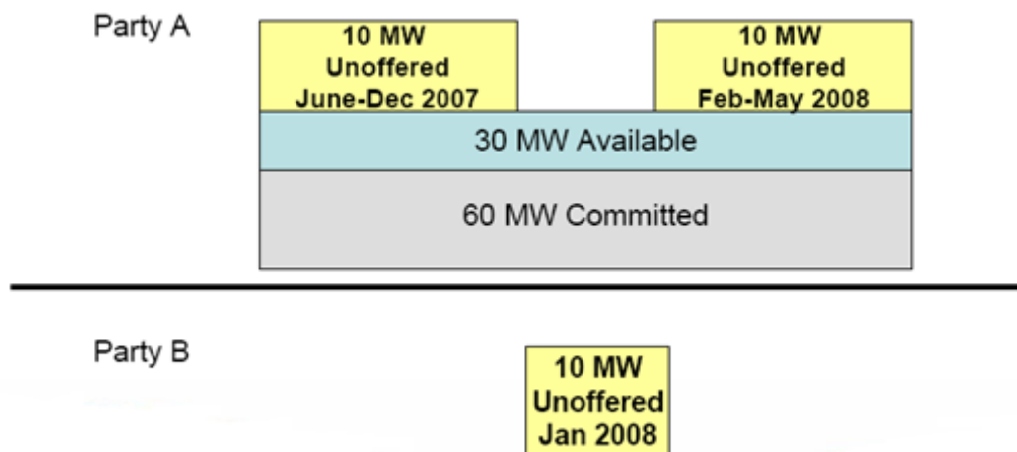 Party A
10 MW
Unoffered
June-Dec 2007
10 MW
Unoffered
Feb-May 2008
30 MW Available
60 MW Committed
Party B
10 MW
Unoffered
Jan 2008